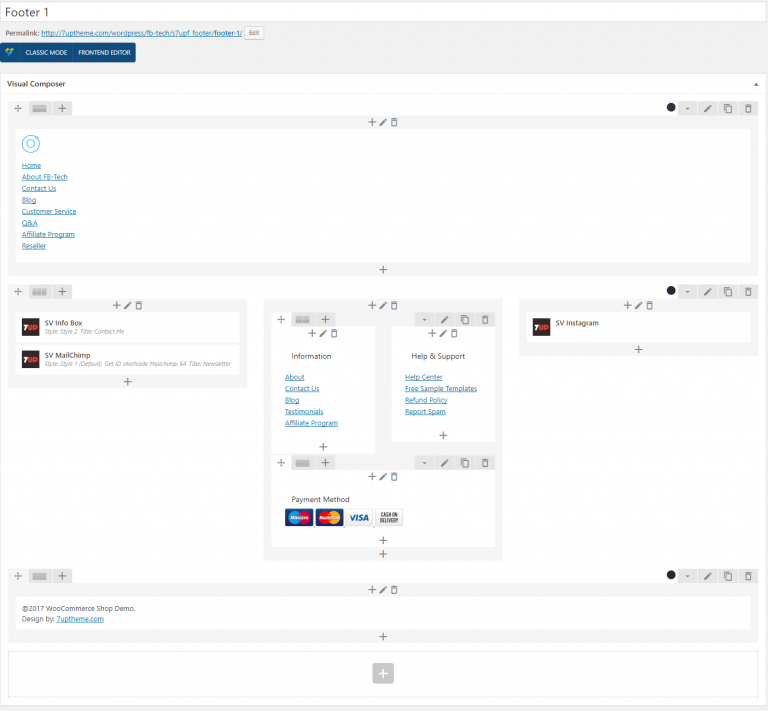 Footer 1
Permalink: http://7uptheme.com/wordpress/fb-tech/s7upf_footer/footer-1/ Edit
CLASSIC MODE FRONTEND EDITOR
Visual Composer
Home
About FB-Tech
Contact Us
Blog
Customer Service
Q&A
Affiliate Program
Reseller
7UP SV Info Box
Style: Style 2 Title: Contact Me
7UP SV MailChimp
Style: Style 1 (Default) Get ID shortcode Mailchimp: 64 Title: Newsletter
Information
About
Contact Us
Blog
Testimonials
Affiliate Program
Help & Support
Help Center
Free Sample Templates
Refund Policy
Report Spam
Payment Method
Maestro MasterCard VISA CASH ON
DELIVERY
7UP SV Instagram
@2017 WooCommerce Shop Demo.
Design by: 7uptheme.com